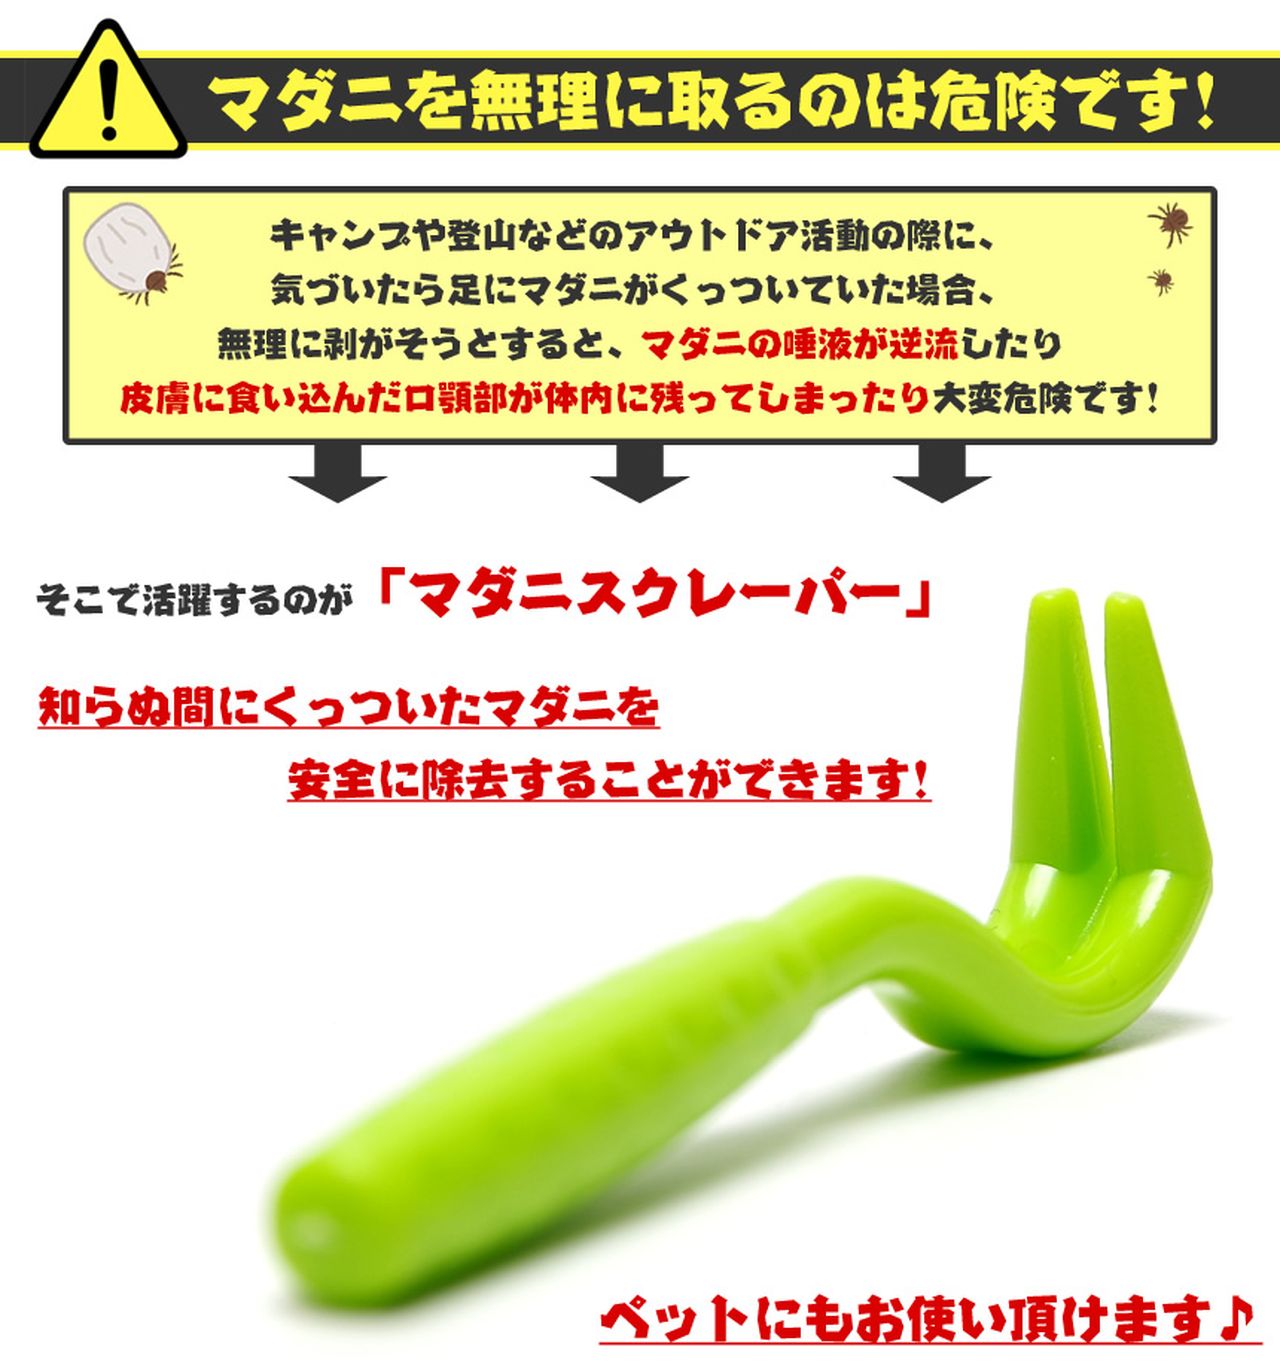 マダニを無理に取るのは危険です!
キャンプや登山などのアウトドア活動の際に、
気づいたら足にマダニがくっついていた場合、
無理に剥がそうとすると、マダニの唾液が逆流したり
皮膚に食い込んだ口顎部が体内に残ってしまったり大変危険です!
そこで活躍するのが「マダニスクレーパー」
知らぬ間にくっついたマダニを
安全に除去することができます!
ペットにもお使い頂けます♪